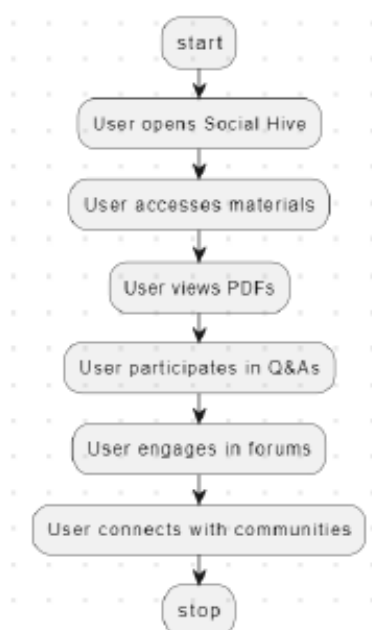 start
User opens Social Hive
User accesses materials
User views PDFs
User participates in Q&As
User engages in forums
User connects with communities
stop